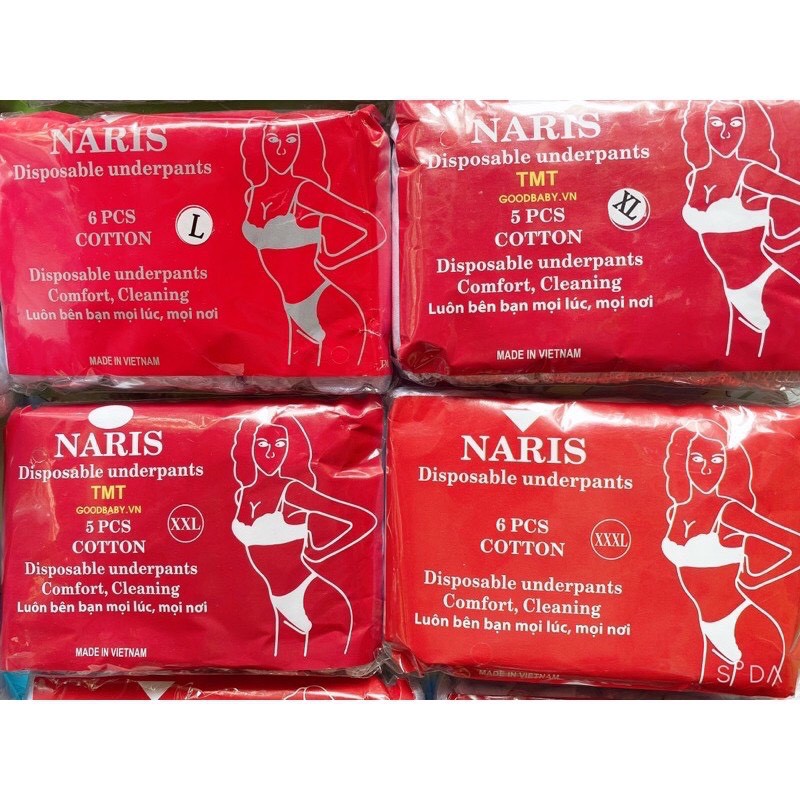 NARIS
Disposable underpants
6 PCS
COTTON
L
Disposable underpants
Comfort, Cleaning
Luôn bên bạn mọi lúc, mọi nơi
MADE IN VIETNAM
NARIS
Disposable underpants
TMT
GOODBABY.VN
5 PCS
COTTON
XL
Disposable underpants
Comfort, Cleaning
Luôn bên bạn mọi lúc, mọi nơi
MADE IN VIETNAM
NARIS
Disposable underpants
TMT
GOODBABY.VN
5 PCS
COTTON
XXL
Disposable underpants
Comfort, Cleaning
Luôn bên bạn mọi lúc, mọi nơi
MADE IN VIETNAM
NARIS
Disposable underpants
6 PCS
COTTON
XXXL
Disposable underpants
Comfort, Cleaning
Luôn bên bạn mọi lúc, mọi nơi
MADE IN VIETNAM